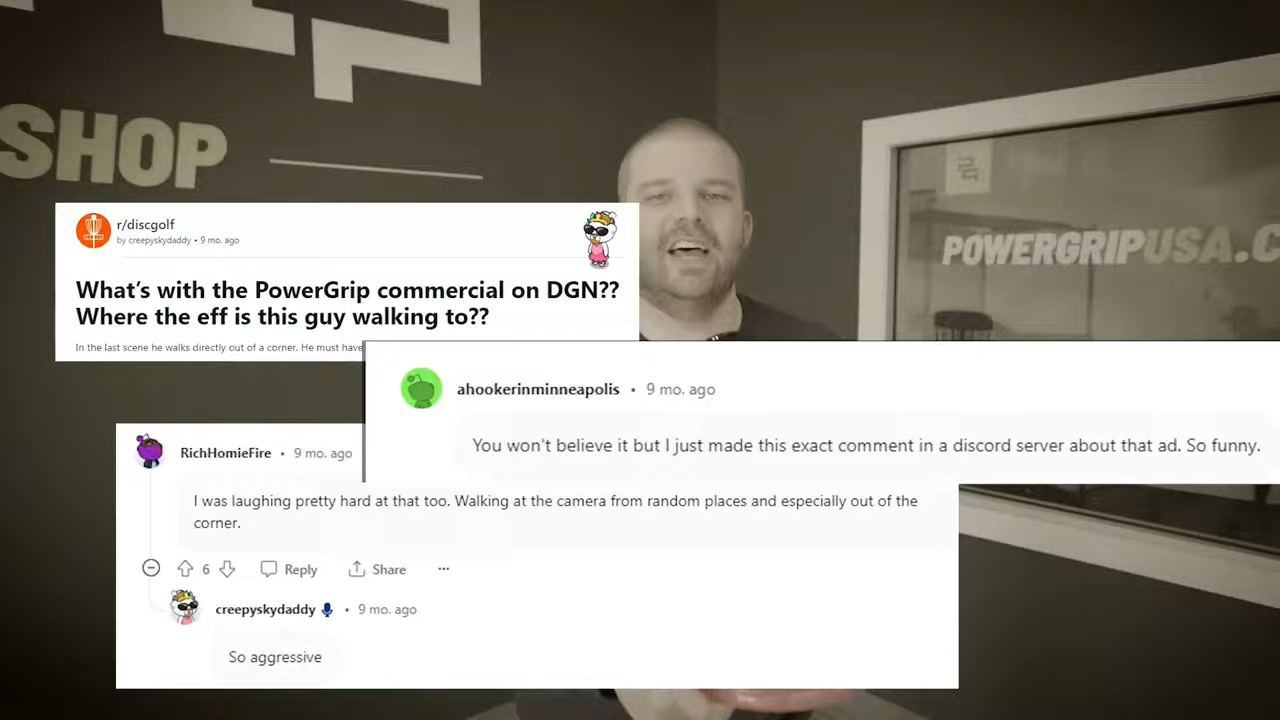 SHOP
POWERGRIPUSA.C
r/discgolf
by creepyskydaddy • 9 mo. ago
What's with the PowerGrip commercial on DGN??
Where the eff is this guy walking to??
In the last scene he walks directly out of a corner. He must have
ahookerinminneapolis • 9 mo. ago
You won't believe it but I just made this exact comment in a discord server about that ad. So funny.
RichHomieFire • 9 mo. ago
I was laughing pretty hard at that too. Walking at the camera from random places and especially out of the
corner.
6 Reply Share ...
creepyskydaddy • 9 mo. ago
So aggressive